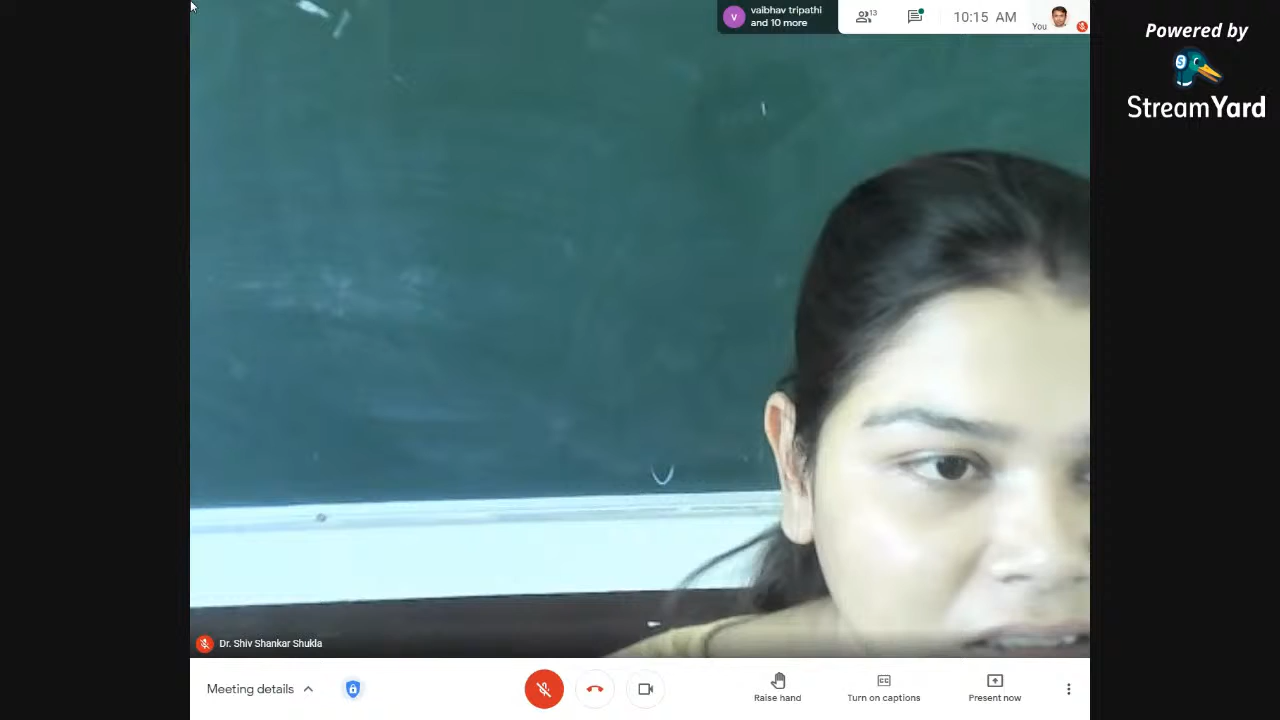 vaibhav tripathi
and 10 more
v
13
10:15 AM
You
Powered by
S
StreamYard
Dr. Shiv Shankar Shukla
Meeting details
Raise hand
CC
Turn on captions
Present now